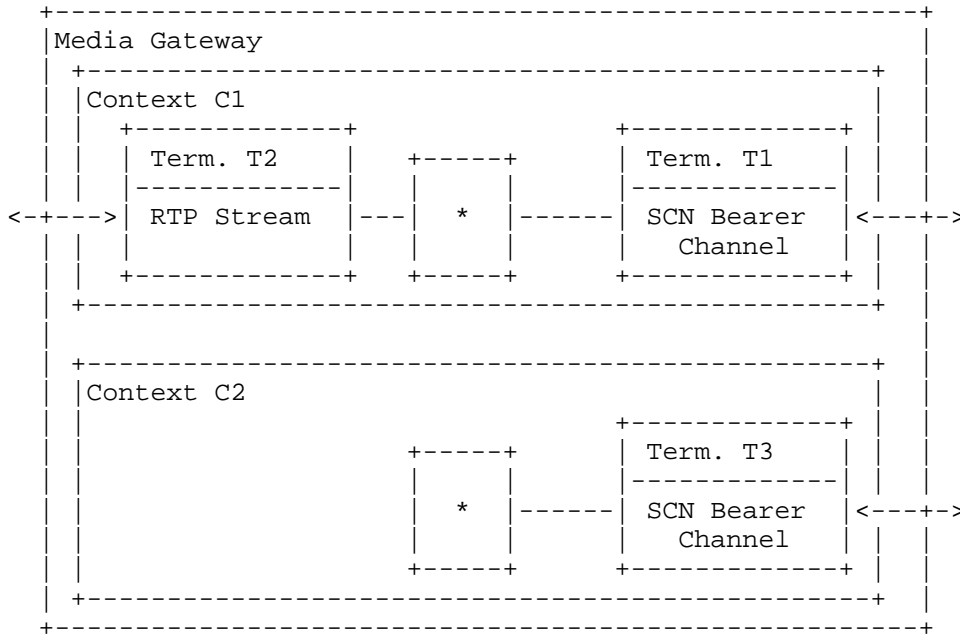 Media Gateway
Context C1
Term. T2
Term. T1
RTP Stream
*
SCN Bearer
Channel
Context C2
Term. T3
*
SCN Bearer
Channel